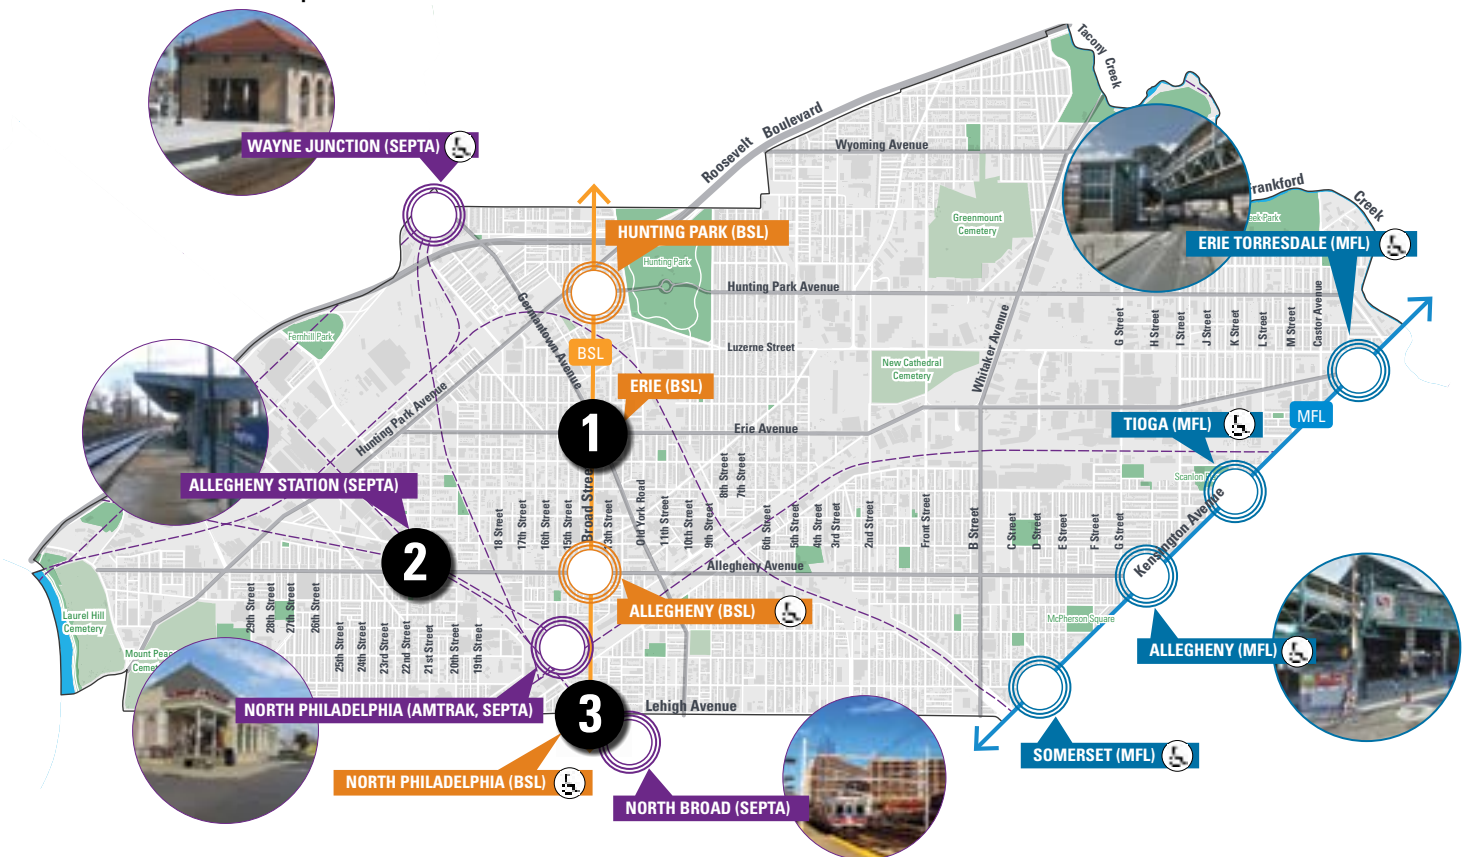 Tacony
Creek
Roosevelt Boulevard
WAYNE JUNCTION (SEPTA)
Wyoming Avenue
Frankford
Creek
Greenmount
Cemetery
HUNTING PARK (BSL)
ERIE TORRESDALE (MFL)
Hunting Park
Hunting Park Avenue
Germantown Avenue
Fernhill Park
BSL
Luzerne Street
Whitaker Avenue
G Street
H Street
I Street
J Street
K Street
L Street
M Street
Castor Avenue
New Cathedral
Cemetery
ERIE (BSL)
Hunting Park Avenue
1
Erie Avenue
TIOGA (MFL)
MFL
ALLEGHENY STATION (SEPTA)
8th Street
7th Street
Scanlon
Kensington Avenue
18 Street
17th Street
16th Street
15th Street
Broad Street
13th Street
Old York Road
11th Street
10th Street
9th Street
6th Street
5th Street
4th Street
3rd Street
2nd Street
Front Street
B Street
C Street
D Street
E Street
F Street
G Street
2
Allegheny Avenue
Laurel Hill
Cemetery
29th Street
28th Street
27th Street
26th Street
ALLEGHENY (BSL)
McPherson Square
25th Street
24th Street
23rd Street
22nd Street
21st Street
20th Street
19th Street
ALLEGHENY (MFL)
Mount Peac
Cemet
NORTH PHILADELPHIA (AMTRAK, SEPTA)
3
Lehigh Avenue
SOMERSET (MFL)
NORTH PHILADELPHIA (BSL)
NORTH BROAD (SEPTA)